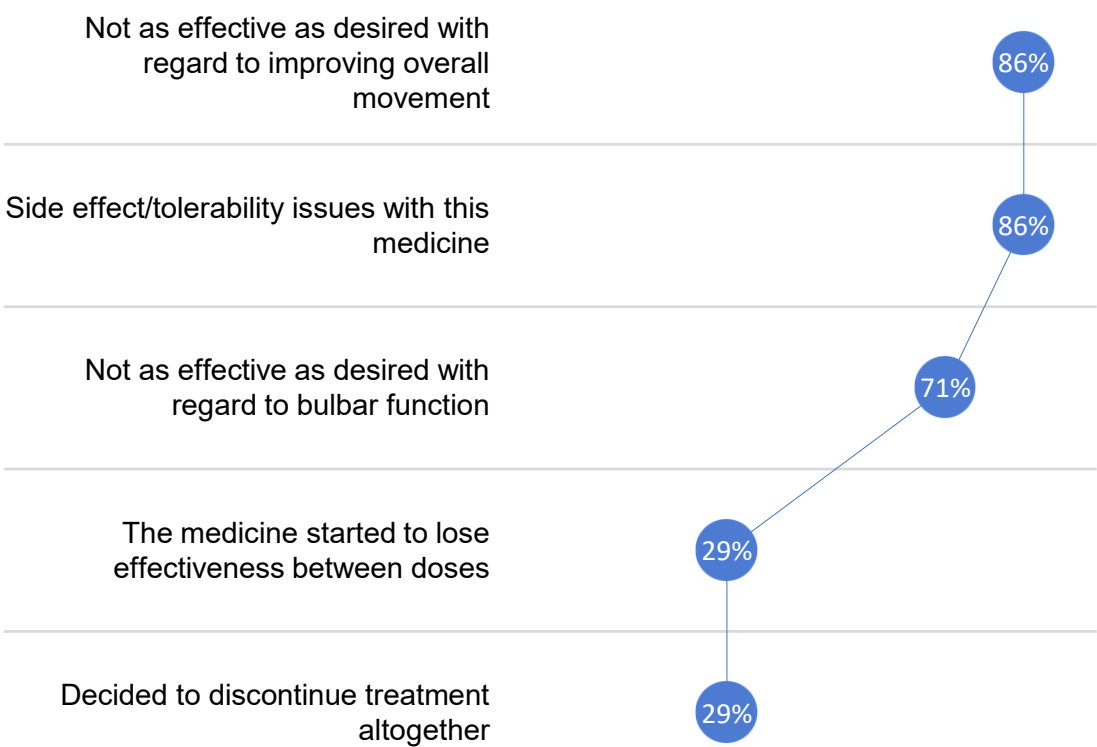 Not as effective as desired with
regard to improving overall
movement
86%
Side effect/tolerability issues with this
medicine
86%
Not as effective as desired with
regard to bulbar function
71%
The medicine started to lose
effectiveness between doses
29%
Decided to discontinue treatment
altogether
29%